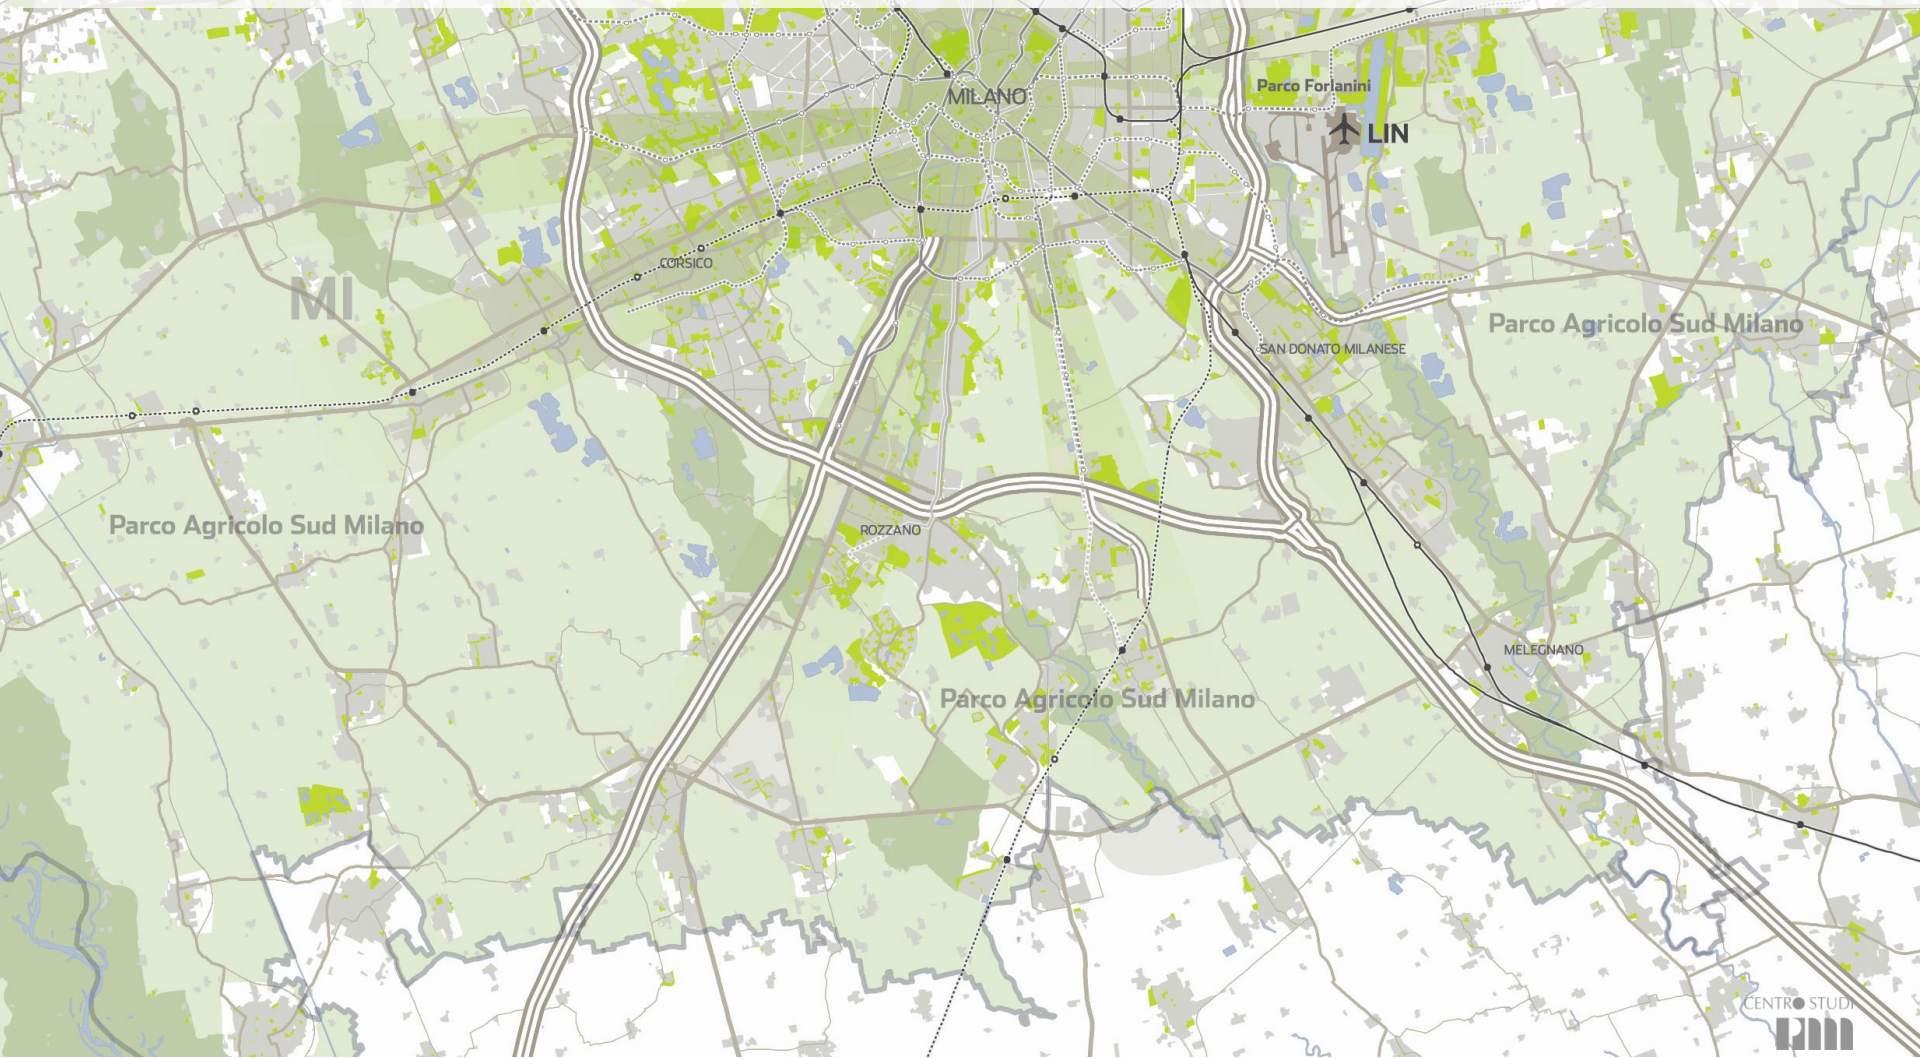 MILANO
Parco Forlanini
LIN
CORSICO
MI
Parco Agricolo Sud Milano
SAN DONATO MILANESE
Parco Agricolo Sud Milano
ROZZANO
MELEGNANO
Parco Agricolo Sud Milano
CENTRO STUDI
PIM